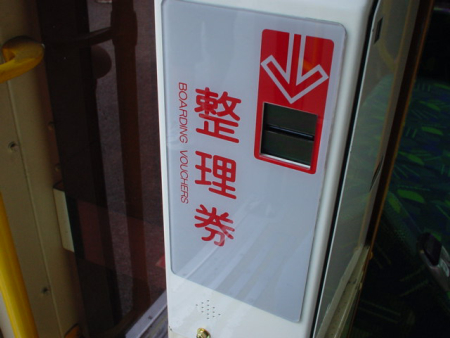 整理券
BOARDING VOUCHERS